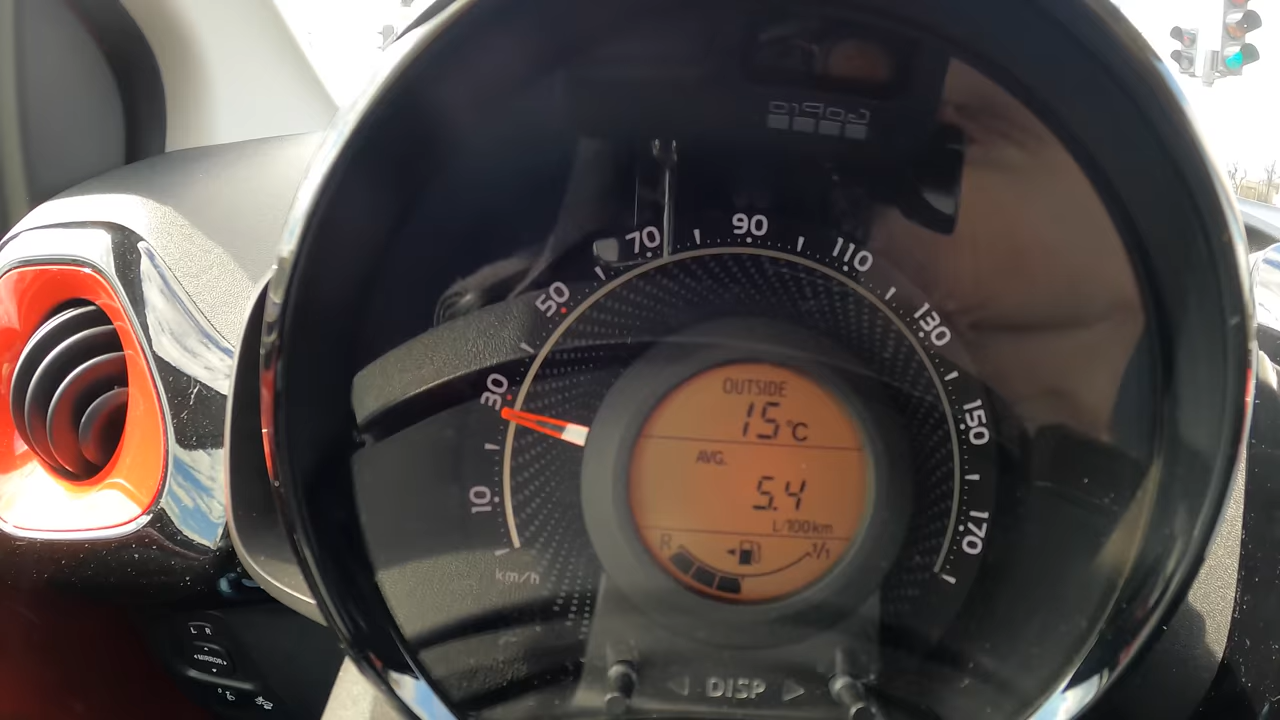 GoPro
10
30
50
70
90
110
130
150
170
km/h
OUTSIDE
15 °C
AVG.
5.4
L/100km
R 1/1
DISP
L R
MIRROR
0